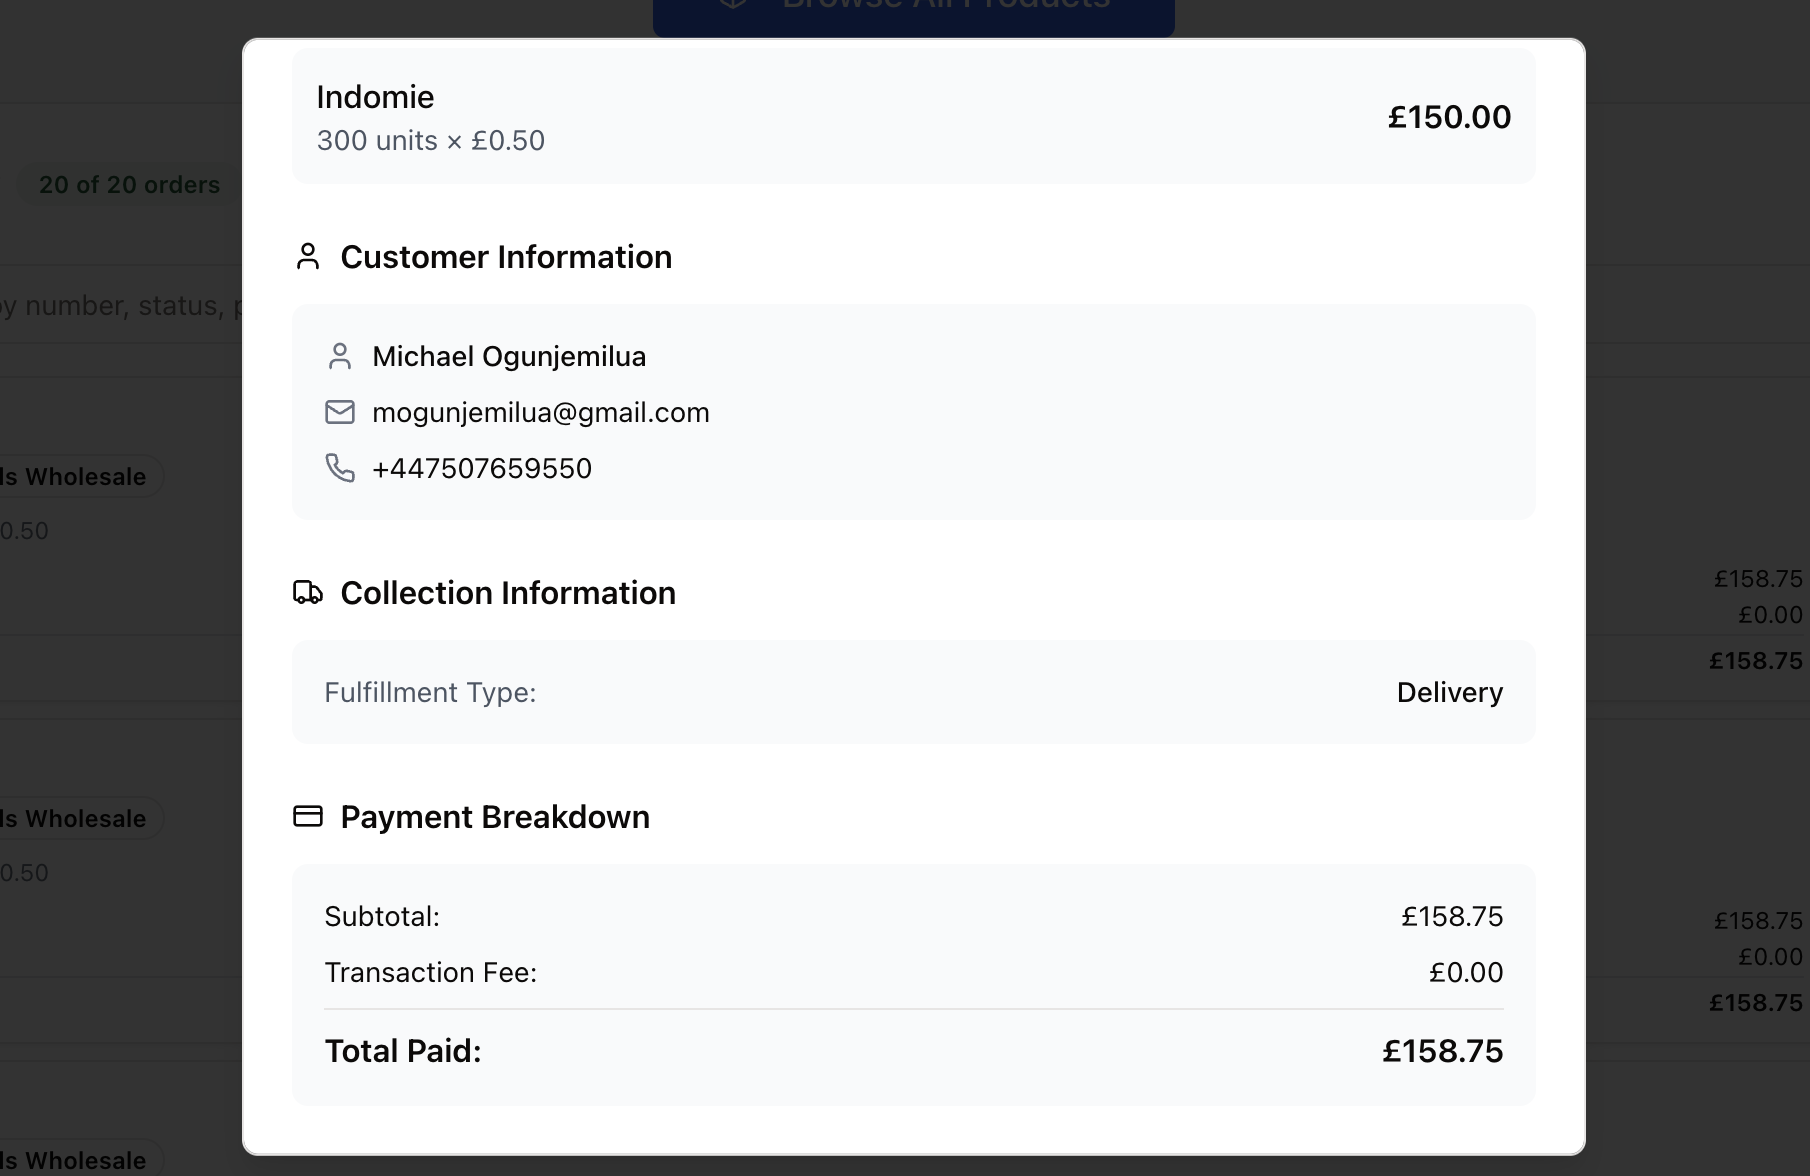 Browse All Products
Indomie
300 units × £0.50
£150.00
20 of 20 orders
Customer Information
by number, status, p
Michael Ogunjemilua
mogunjemilua@gmail.com
+447507659550
ls Wholesale
0.50
Collection Information
£158.75
£0.00
£158.75
Fulfillment Type:
Delivery
Payment Breakdown
ls Wholesale
0.50
Subtotal:
£158.75
Transaction Fee:
£0.00
Total Paid:
£158.75
£158.75
£0.00
£158.75
ls Wholesale